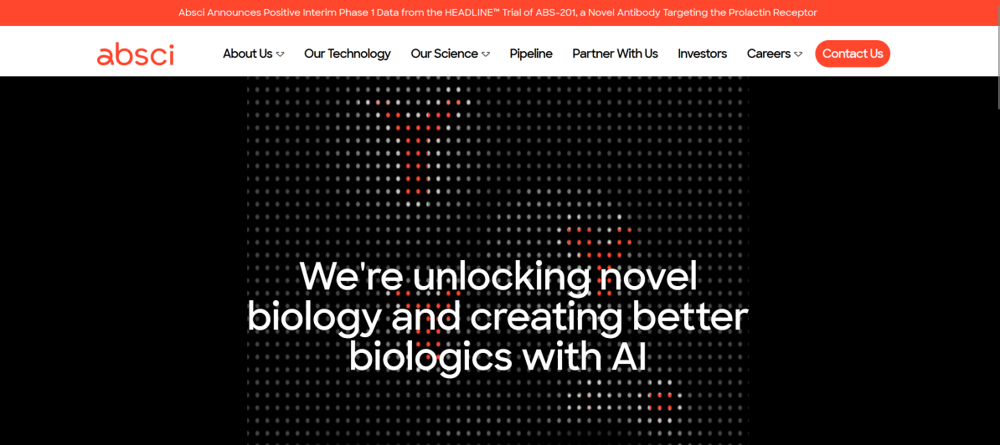 Absci Announces Positive Interim Phase 1 Data from the HEADLINE™ Trial of ABS-201, a Novel Antibody Targeting the Prolactin Receptor
absci
About Us
Our Technology
Our Science
Pipeline
Partner With Us
Investors
Careers
Contact Us
We're unlocking novel
biology and creating better
biologics with AI